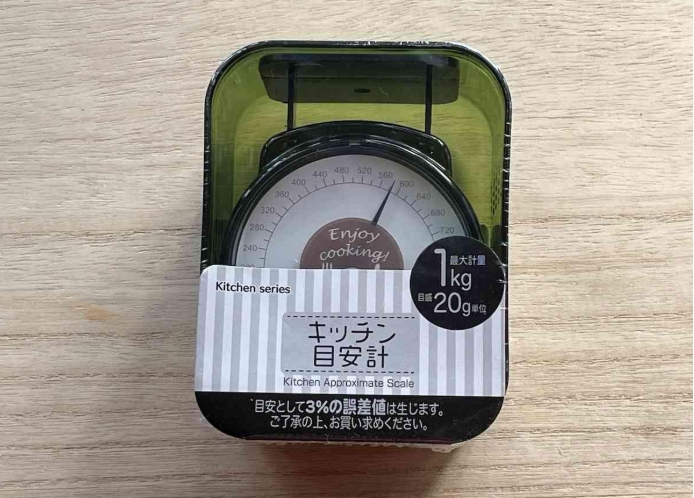 240
280
320
360
400
440
480
520
560
600
640
680
720
Enjoy
cooking!
最大計量
1kg
目盛
20g単位
Kitchen series
キッチン
目安計
Kitchen Approximate Scale
*目安として3%の誤差値は生じます。
ご了承の上、お買い求めください。